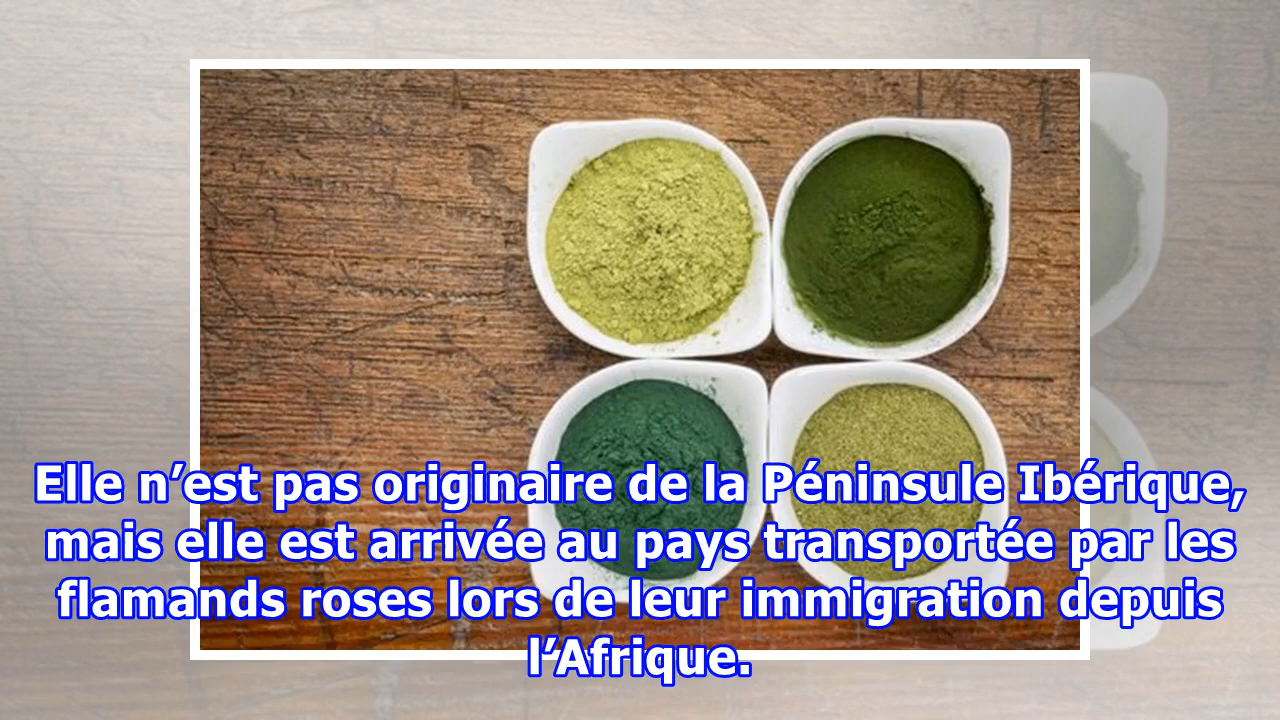 Elle n’est pas originaire de la Péninsule Ibérique,
mais elle est arrivée au pays transportée par les
flamands roses lors de leur immigration depuis
l’Afrique.